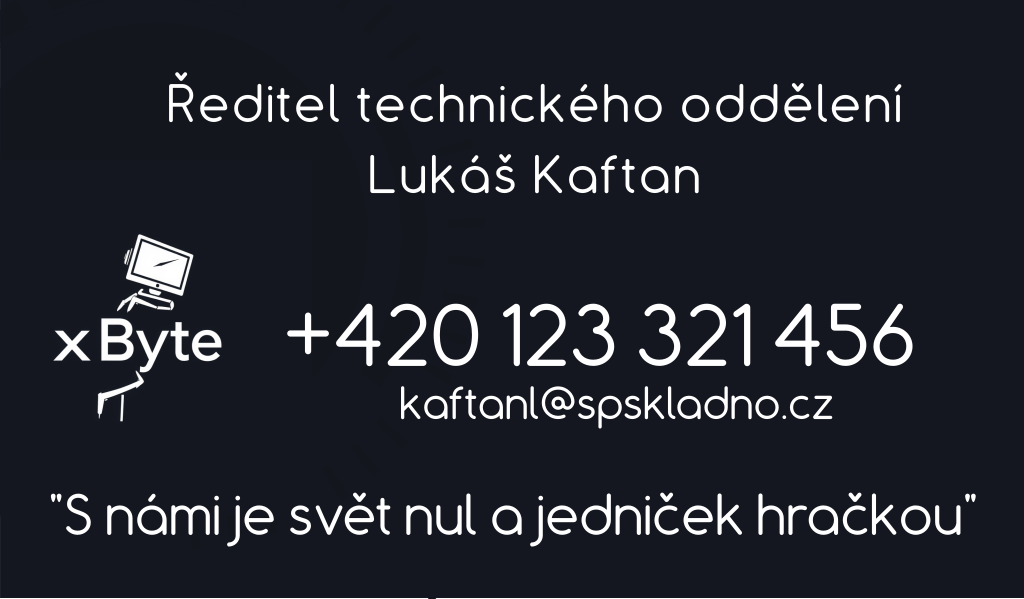 Ředitel technického oddělení
Lukáš Kaftan
xByte
+420 123 321 456
kaftanl@spskladno.cz
"S námi je svět nul a jedniček hračkou"